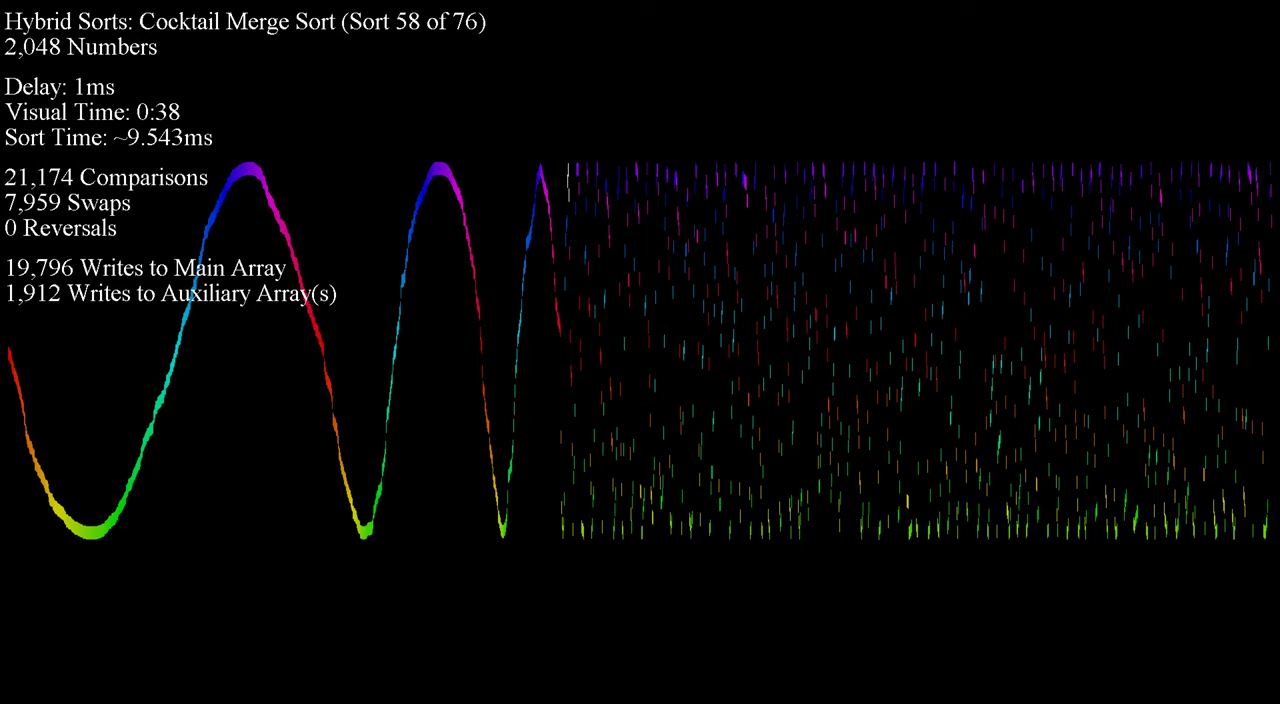 Hybrid Sorts: Cocktail Merge Sort (Sort 58 of 76)
2,048 Numbers
Delay: 1ms
Visual Time: 0:38
Sort Time: ~9.543ms
21,174 Comparisons
7,959 Swaps
0 Reversals
19,796 Writes to Main Array
1,912 Writes to Auxiliary Array(s)